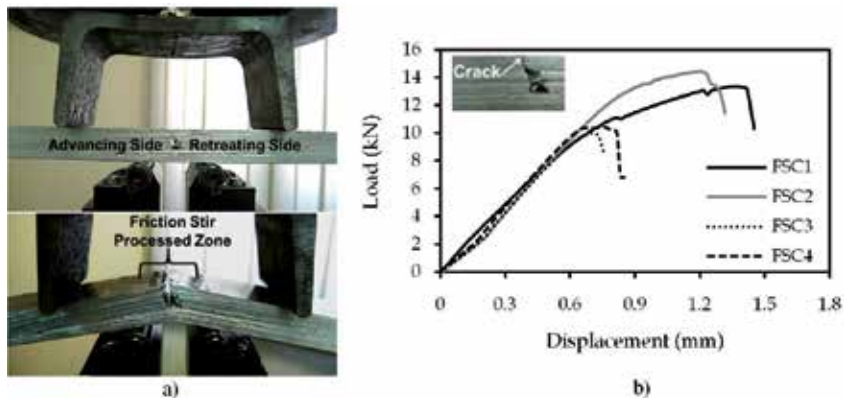 Advancing Side
Retreating Side
Friction Stir
Processed Zone
a)
16
14
12
10
8
6
4
2
0
Load (kN)
Crack
FSC1
FSC2
FSC3
FSC4
0
0.3
0.6
0.9
1.2
1.5
1.8
Displacement (mm)
b)